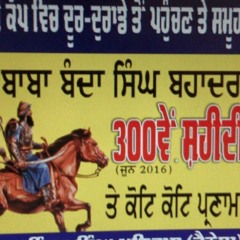 ਕੈਂਪ ਵਿਚ ਦੂਰ-ਦੁਰਾਡੇ ਤੋਂ ਪਹੁੰਚਣ ਤੇ ਸਮੂਹ
ਬਾਬਾ ਬੰਦਾ ਸਿੰਘ ਬਹਾਦਰ
300ਵੇਂ ਸ਼ਹੀਦੀ
(ਜੂਨ 2016)
ਤੇ ਕੋਟਿ ਕੋਟਿ ਪ੍ਰਣਾਮ